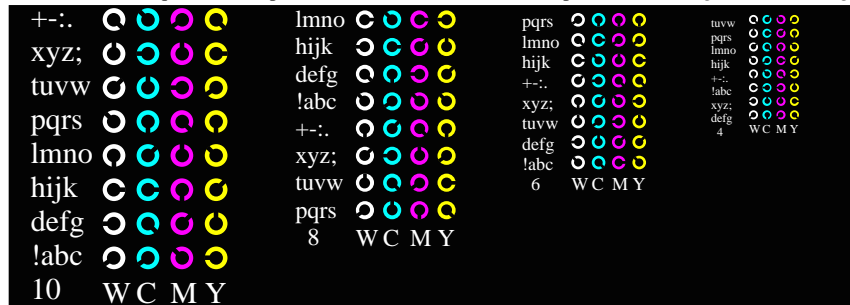 +-:.
xyz;
tuvw
pqrs
lmno
hijk
defg
!abc
10 W C M Y
lmno
hijk
defg
!abc
+-:.
xyz;
tuvw
pqrs
8 W C M Y
pqrs
lmno
hijk
+-:.
xyz;
tuvw
defg
!abc
6 W C M Y
tuvw
pqrs
lmno
hijk
+-:.
!abc
xyz;
defg
4 W C M Y